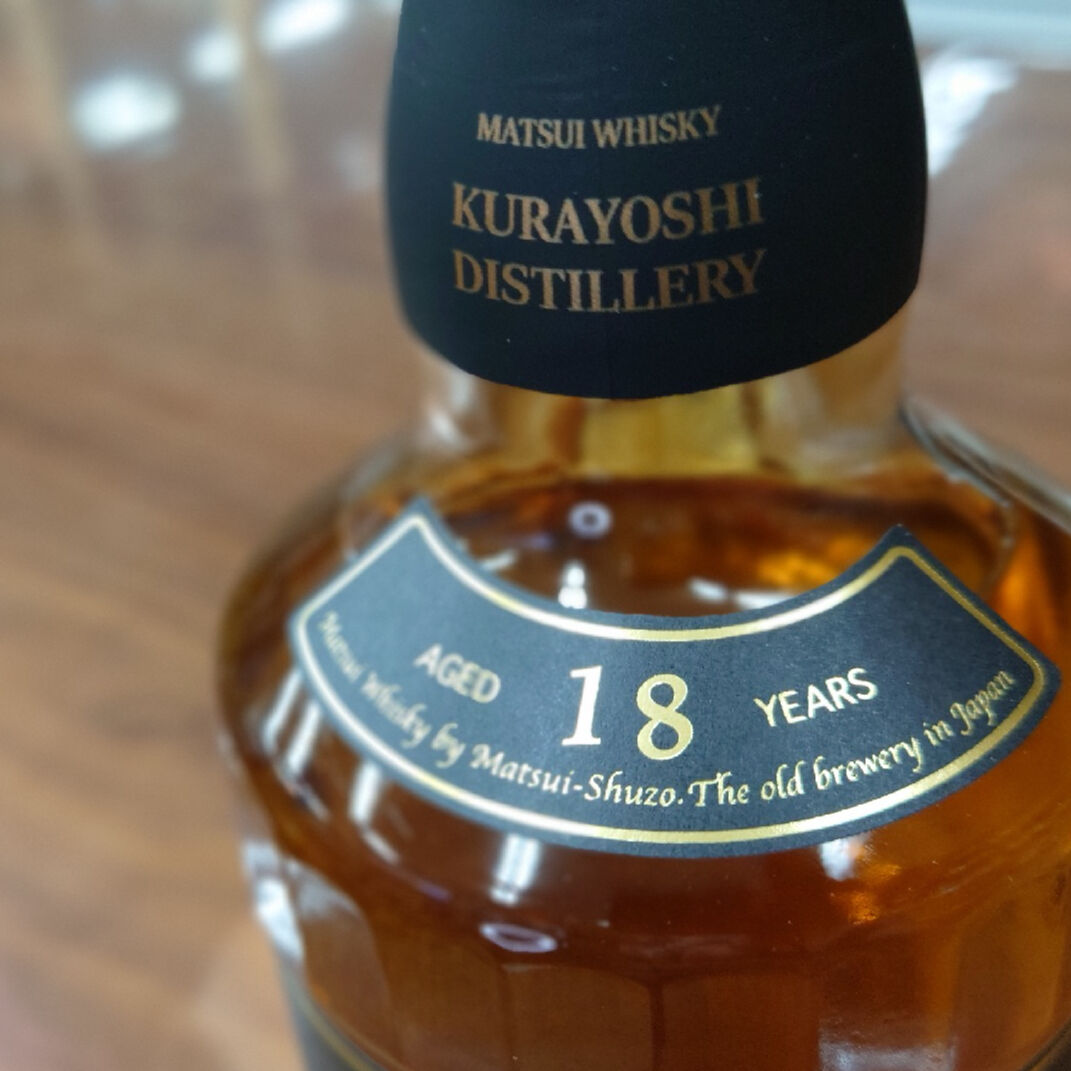 MATSUI WHISKY
KURAYOSHI
DISTILLERY
AGED 18 YEARS
Matsui Whisky by Matsui-Shuzo. The old brewery in Japan